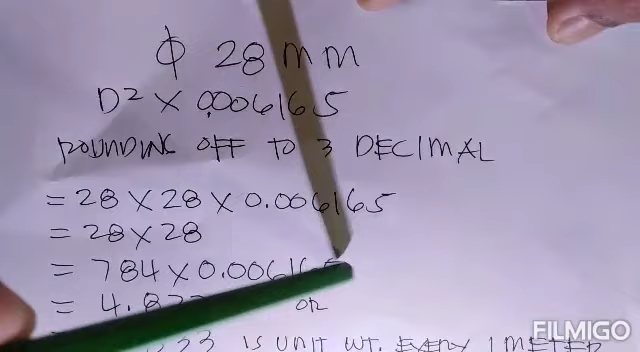 φ 28 mm
D² X 0.006165
ROUNDING OFF TO 3 DECIMAL
= 28 X 28 X 0.006165
= 28 X 28
= 784 X 0.006165
= 4.833 OR
IS UNIT WT. EVERY 1 METER
FILMIGO